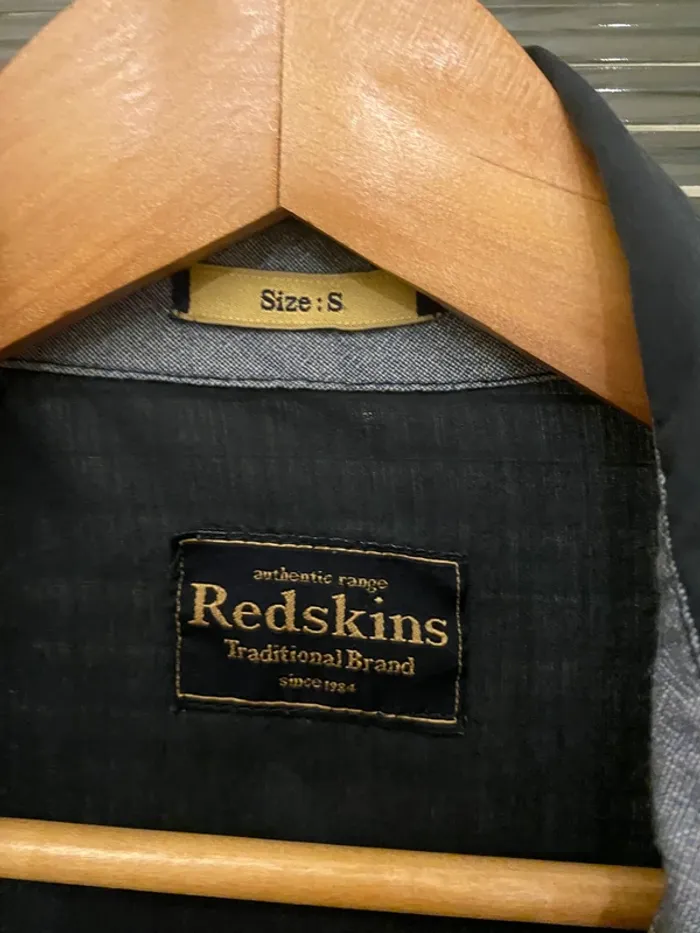 Size : S
authentic range
Redskins
Traditional Brand
since 1984